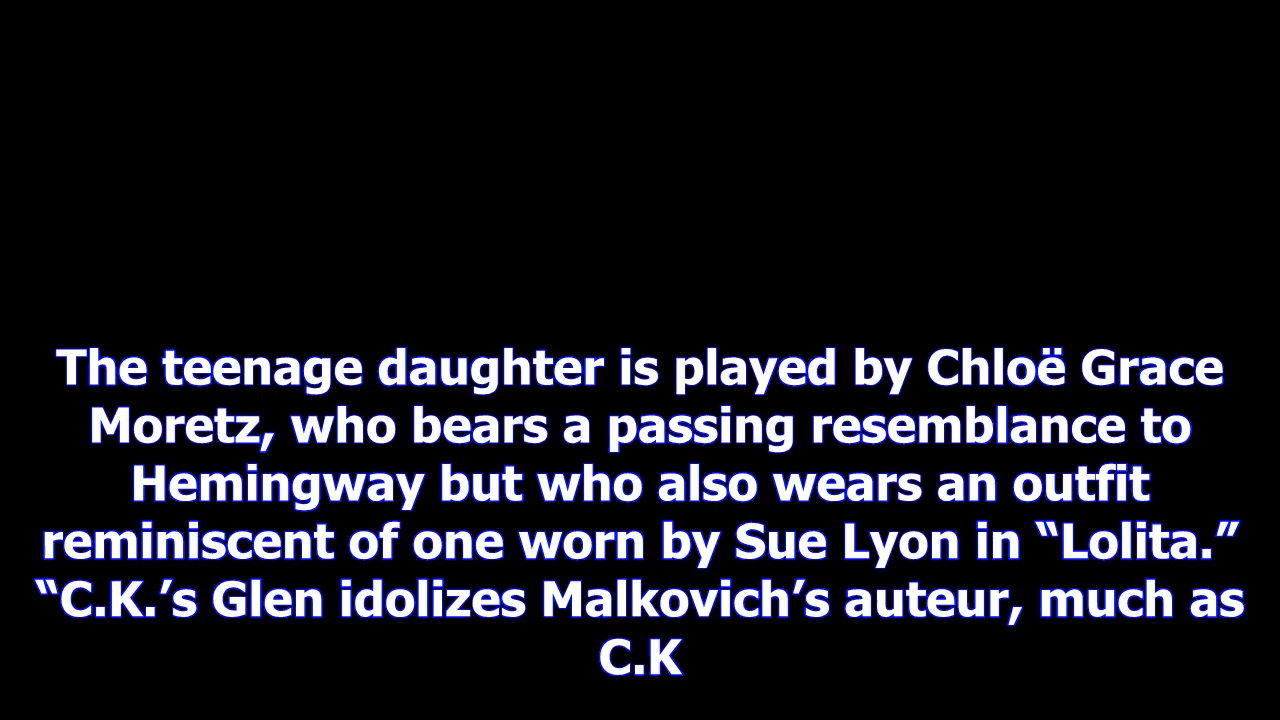 The teenage daughter is played by Chloë Grace
Moretz, who bears a passing resemblance to
Hemingway but who also wears an outfit
reminiscent of one worn by Sue Lyon in “Lolita.”
“C.K.’s Glen idolizes Malkovich’s auteur, much as
C.K